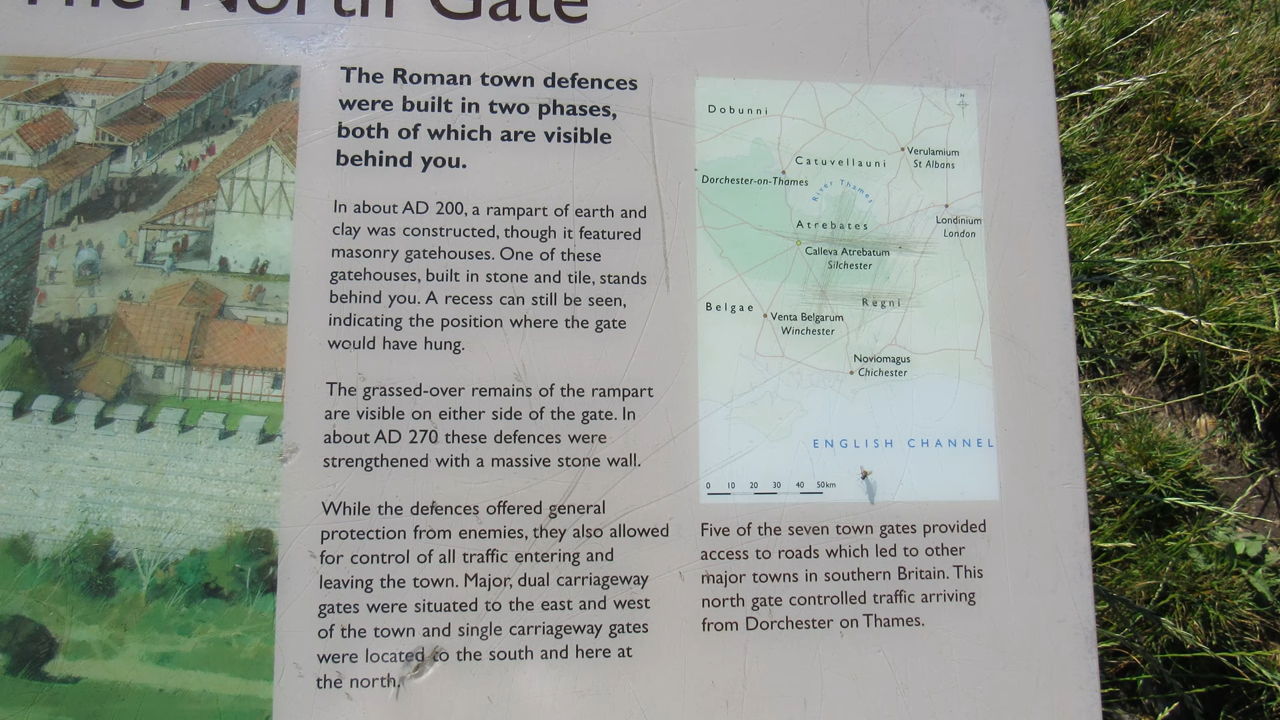 The North Gate
The Roman town defences
were built in two phases,
both of which are visible
behind you.
In about AD 200, a rampart of earth and
clay was constructed, though it featured
masonry gatehouses. One of these
gatehouses, built in stone and tile, stands
behind you. A recess can still be seen,
indicating the position where the gate
would have hung.
The grassed-over remains of the rampart
are visible on either side of the gate. In
about AD 270 these defences were
strengthened with a massive stone wall.
While the defences offered general
protection from enemies, they also allowed
for control of all traffic entering and
leaving the town. Major, dual carriageway
gates were situated to the east and west
of the town and single carriageway gates
were located to the south and here at
the north.
N
Dobunni
Verulamium
St Albans
Catuvellauni
Dorchester-on-Thames
River Thames
Londinium
London
Atrebates
Calleva Atrebatum
Silchester
Regni
Belgae
Venta Belgarum
Winchester
Noviomagus
Chichester
ENGLISH CHANNEL
0 10 20 30 40 50km
Five of the seven town gates provided
access to roads which led to other
major towns in southern Britain. This
north gate controlled traffic arriving
from Dorchester on Thames.